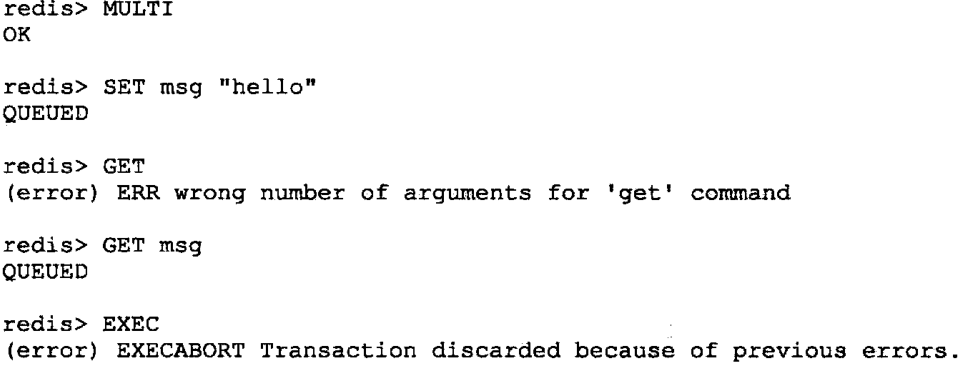 redis> MULTI
OK
redis> SET msg "hello"
QUEUED
redis> GET
(error) ERR wrong number of arguments for 'get' command
redis> GET msg
QUEUED
redis> EXEC
(error) EXECABORT Transaction discarded because of previous errors.